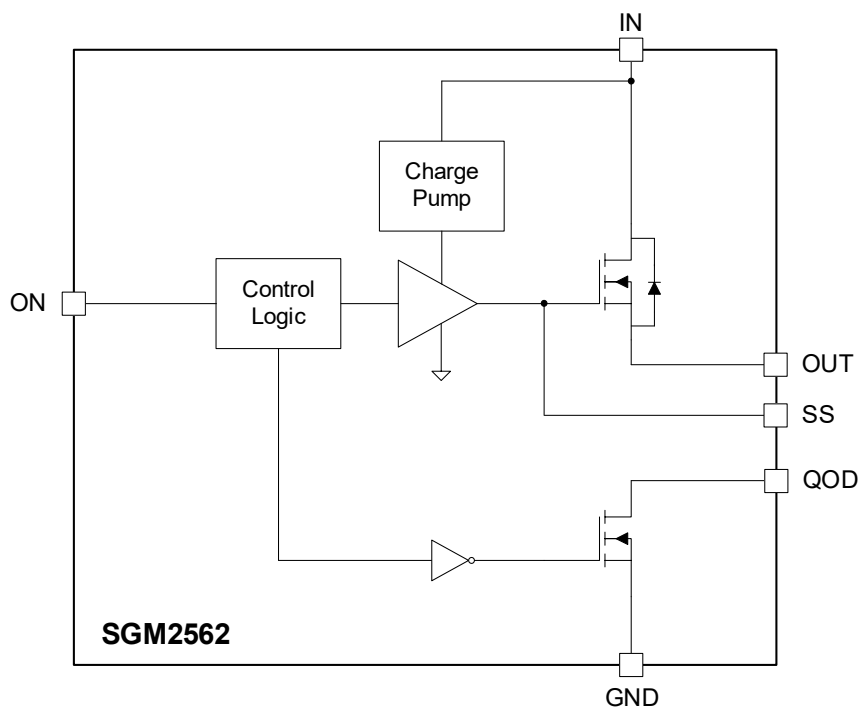 IN
Charge
Pump
ON
Control
Logic
OUT
SS
QOD
SGM2562
GND